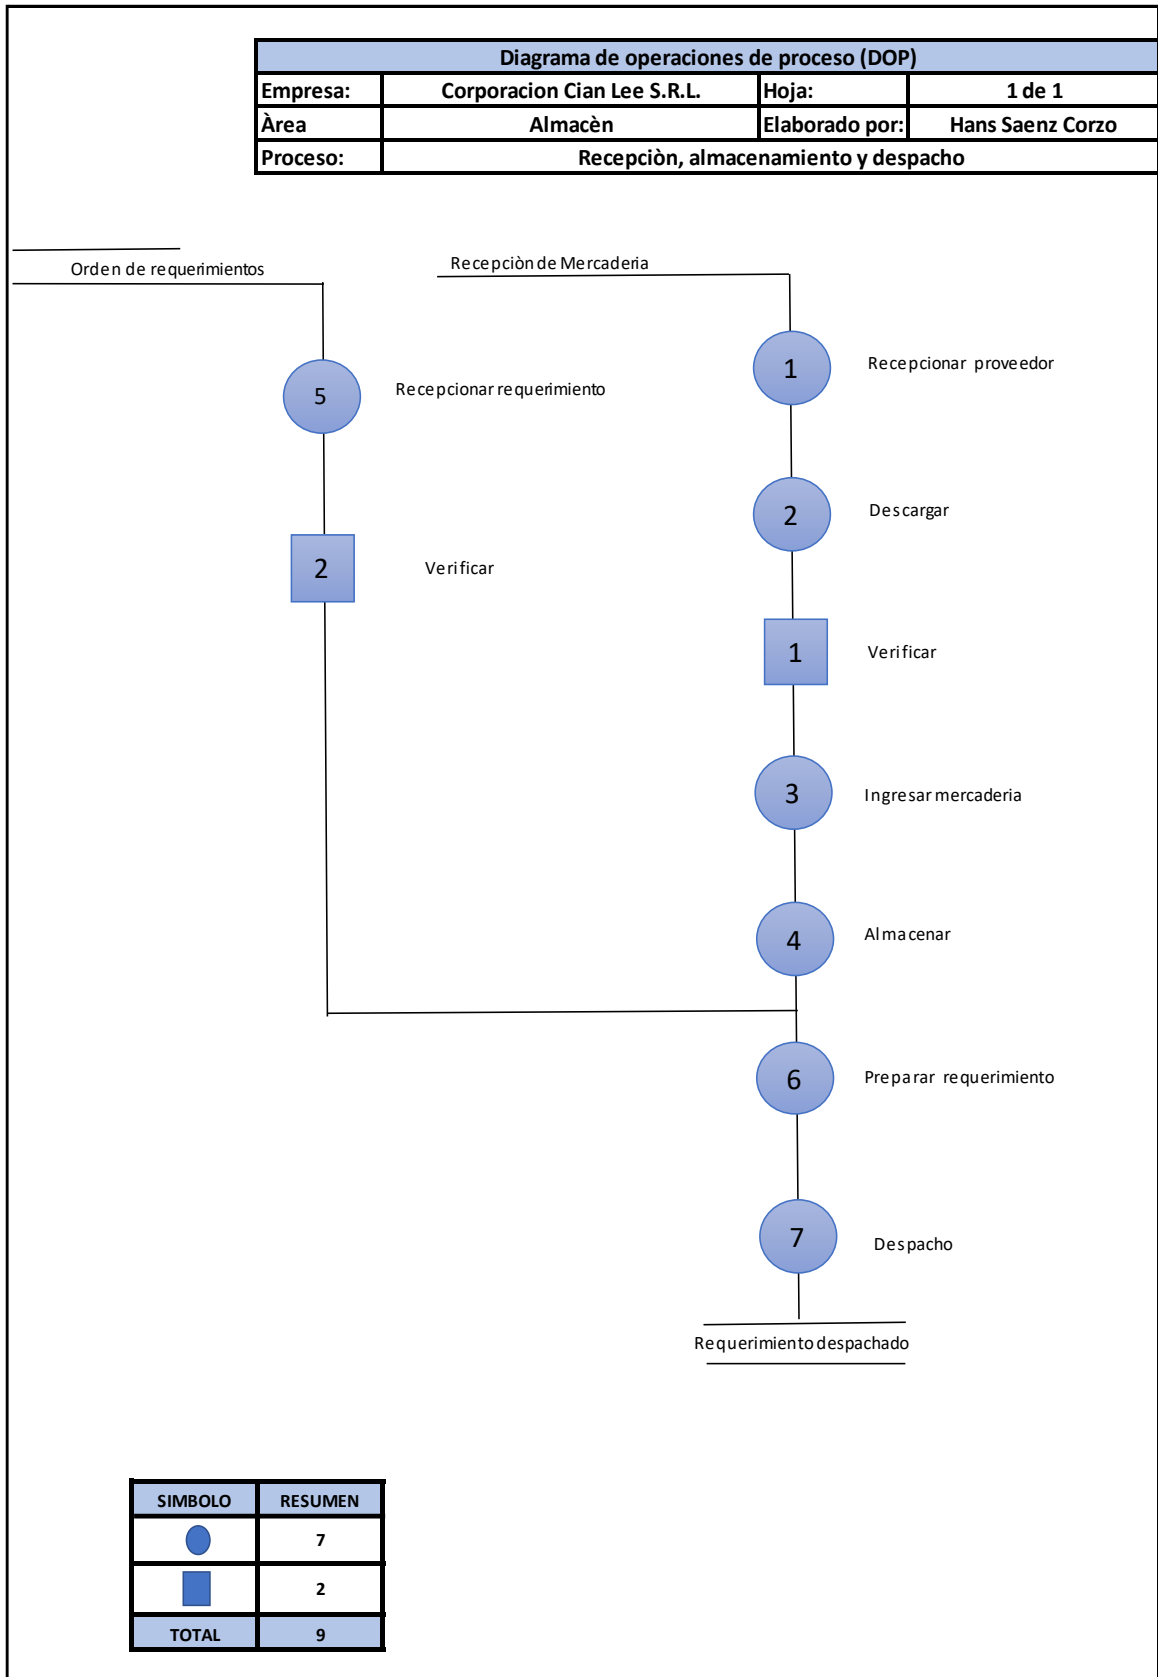 Diagrama de operaciones de proceso (DOP)
Empresa: Corporacion Cian Lee S.R.L. Hoja: 1 de 1
Àrea Almacèn Elaborado por: Hans Saenz Corzo
Proceso: Recepciòn, almacenamiento y despacho
Orden de requerimientos
Recepciòn de Mercaderia
5 Recepcionar requerimiento
2 Verificar
1 Recepcionar proveedor
2 Descargar
1 Verificar
3 Ingresar mercaderia
4 Almacenar
6 Preparar requerimiento
7 Despacho
Requerimiento despachado
SIMBOLO RESUMEN
7
2
TOTAL 9